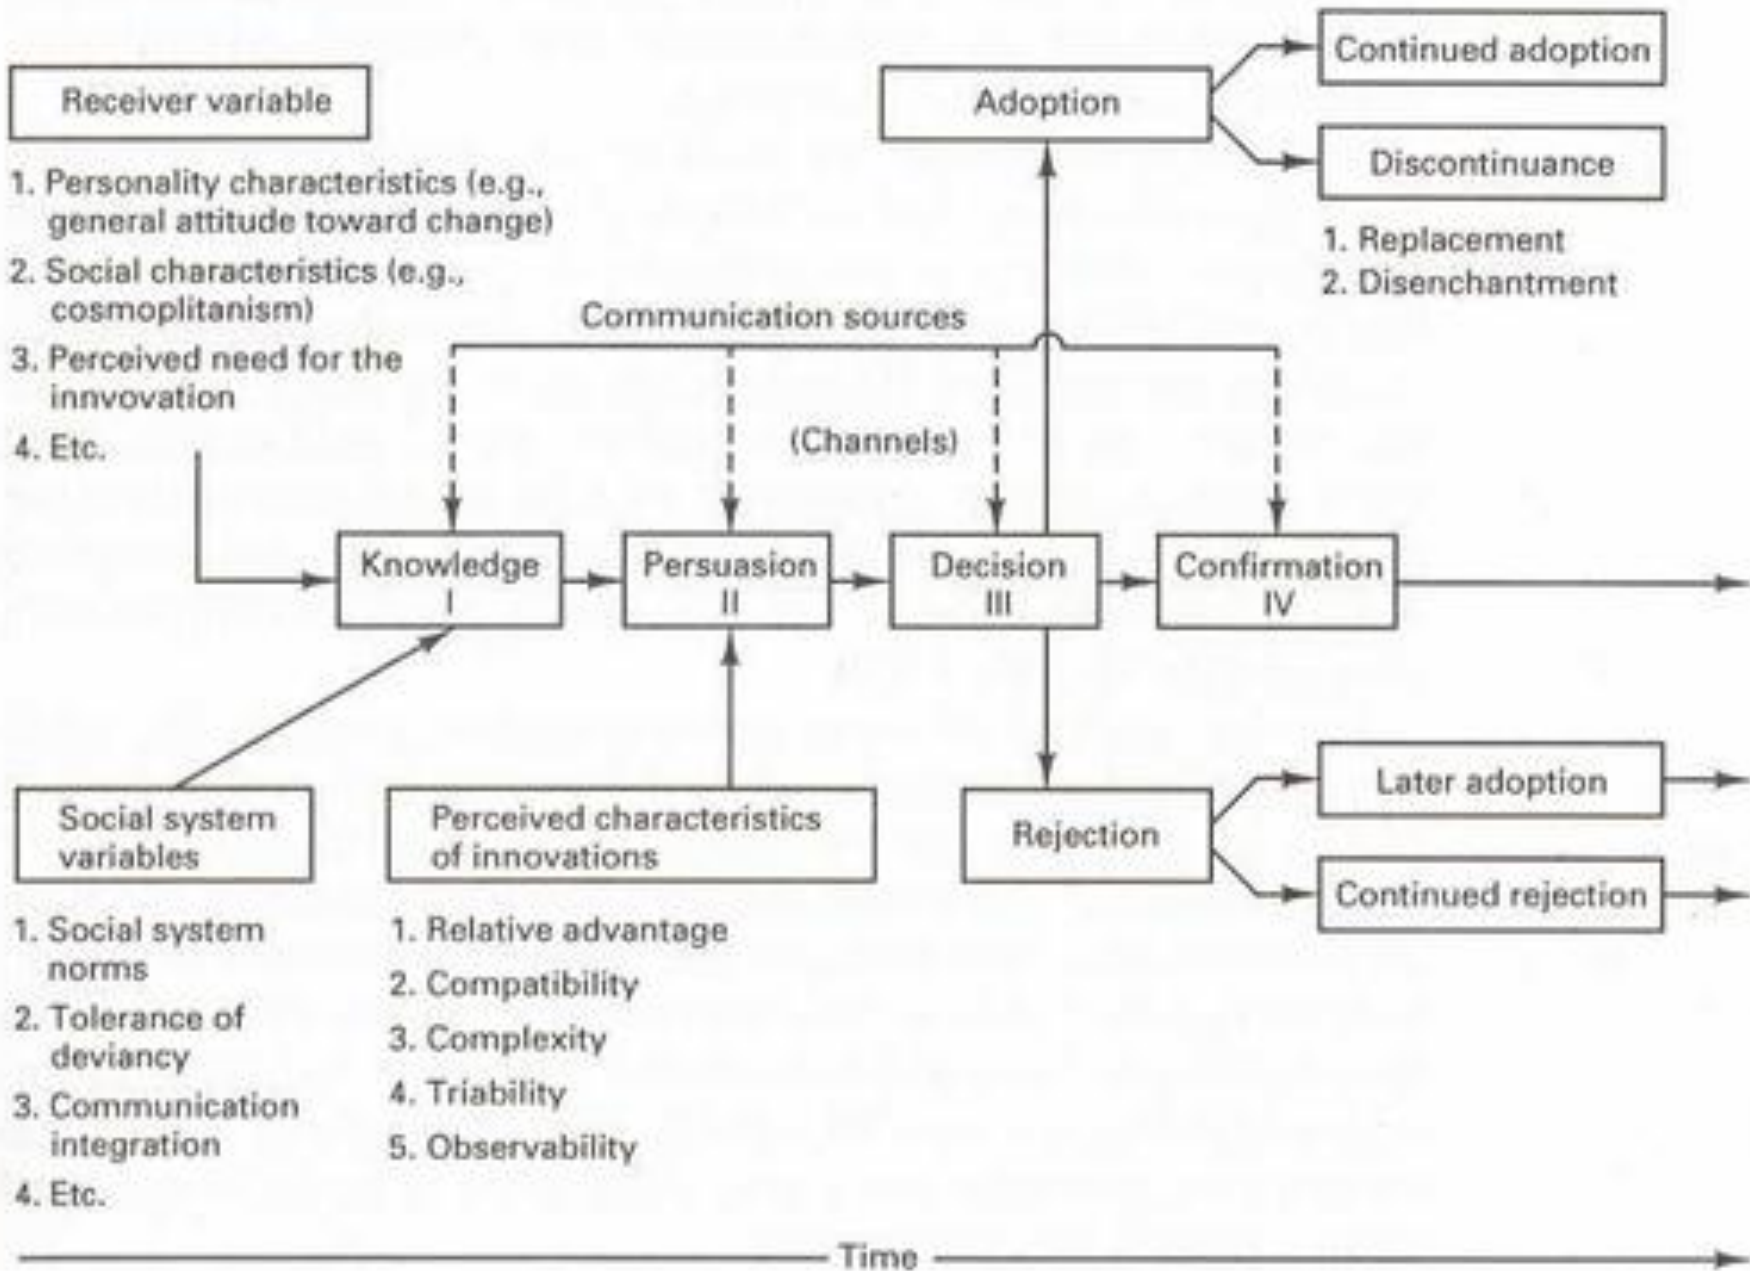 Receiver variable
1. Personality characteristics (e.g.,
general attitude toward change)
2. Social characteristics (e.g.,
cosmoplitanism)
3. Perceived need for the
innvovation
4. Etc.
Adoption
Continued adoption
Discontinuance
1. Replacement
2. Disenchantment
Communication sources
(Channels)
Knowledge
I
Persuasion
II
Decision
III
Confirmation
IV
Social system
variables
1. Social system
norms
2. Tolerance of
deviancy
3. Communication
integration
4. Etc.
Perceived characteristics
of innovations
1. Relative advantage
2. Compatibility
3. Complexity
4. Triability
5. Observability
Rejection
Later adoption
Continued rejection
Time